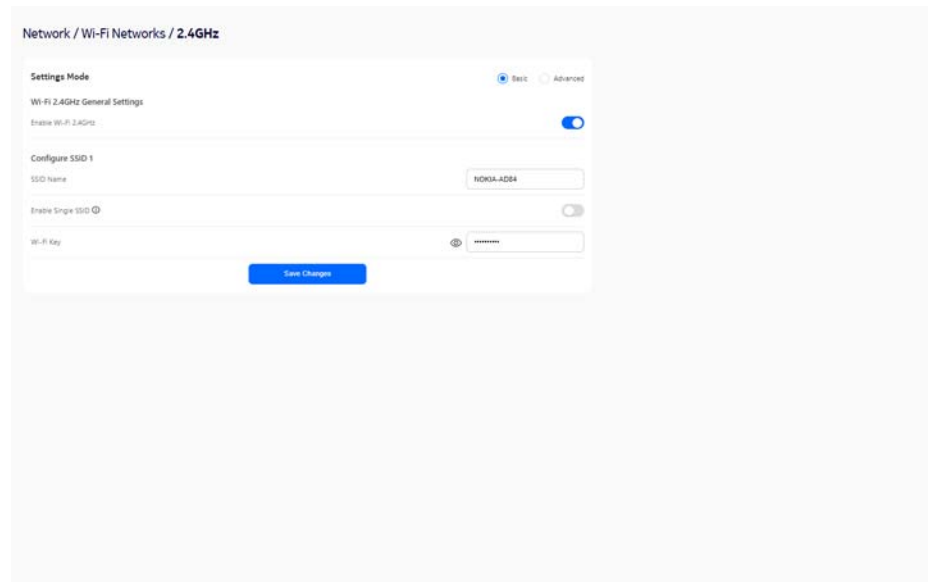 Network / Wi-Fi Networks / 2.4GHz
Settings Mode
Basic
Advanced
Wi-Fi 2.4GHz General Settings
Enable Wi-Fi 2.4GHz
Configure SSID 1
SSID Name
NOKIA-AD84
Enable Single SSID
Wi-Fi Key
••••••••••
Save Changes